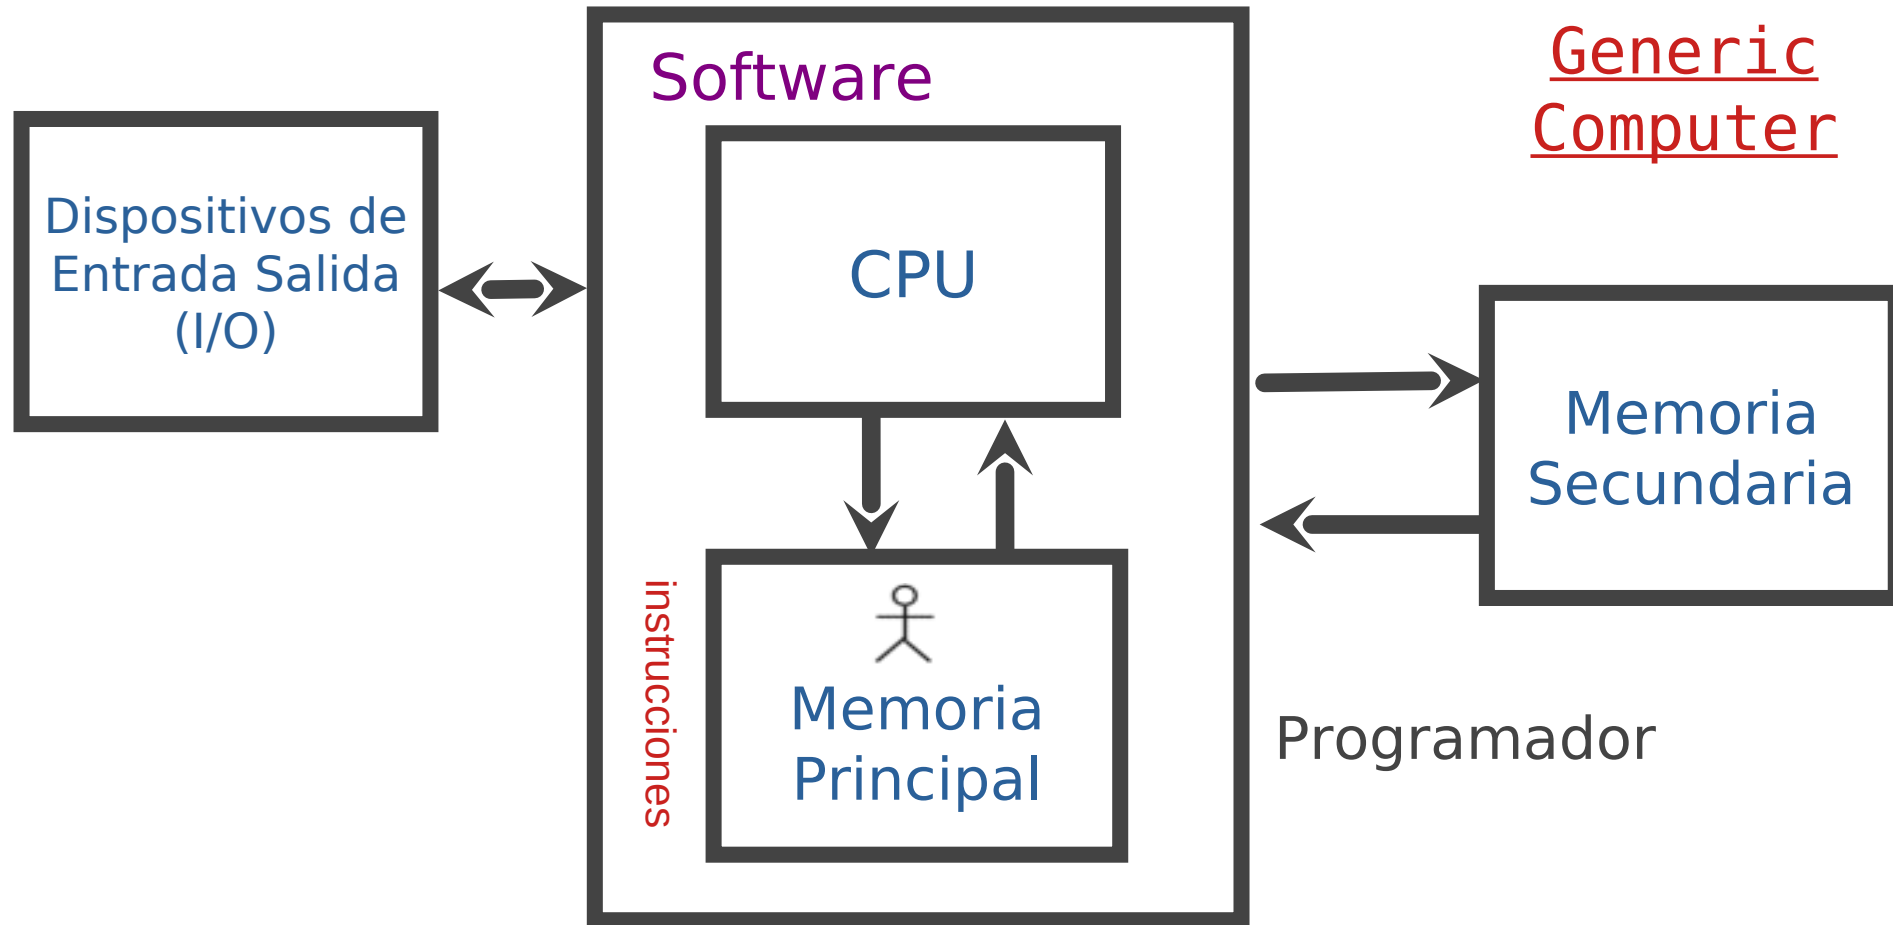 Generic
Computer
Software
Dispositivos de
Entrada Salida
(I/O)
CPU
Memoria
Secundaria
instrucciones
Memoria
Principal
Programador